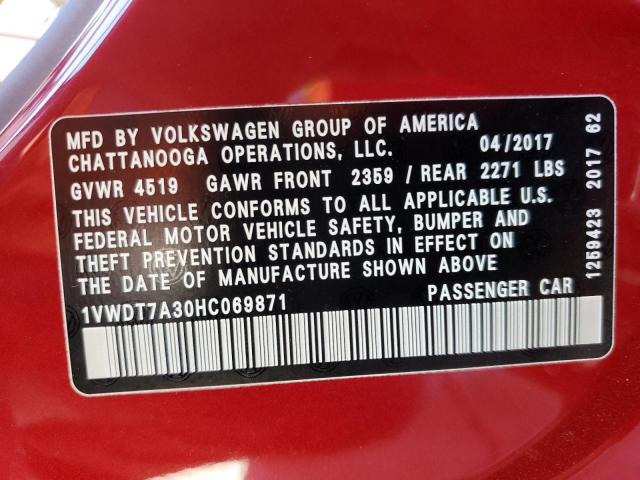 MFD BY VOLKSWAGEN GROUP OF AMERICA
CHATTANOOGA OPERATIONS, LLC. 04/2017
GVWR 4519 GAWR FRONT 2359 / REAR 2271 LBS
THIS VEHICLE CONFORMS TO ALL APPLICABLE U.S.
FEDERAL MOTOR VEHICLE SAFETY, BUMPER AND
THEFT PREVENTION STANDARDS IN EFFECT ON
THE DATE OF MANUFACTURE SHOWN ABOVE
1VWDT7A30HC069871 PASSENGER CAR
1259423 2017 62